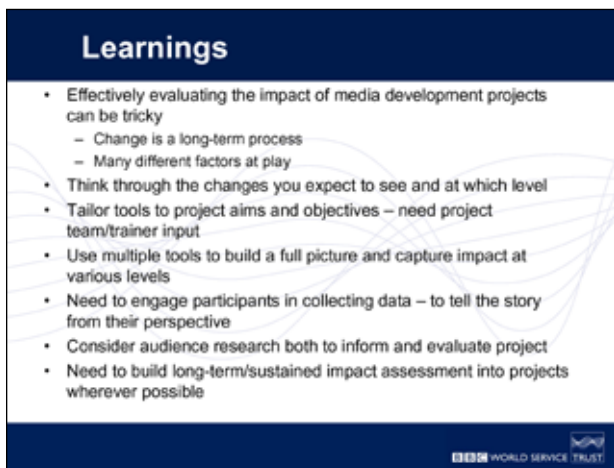 Learnings
• Effectively evaluating the impact of media development projects
can be tricky
– Change is a long-term process
– Many different factors at play
• Think through the changes you expect to see and at which level
• Tailor tools to project aims and objectives – need project
team/trainer input
• Use multiple tools to build a full picture and capture impact at
various levels
• Need to engage participants in collecting data – to tell the story
from their perspective
• Consider audience research both to inform and evaluate project
• Need to build long-term/sustained impact assessment into projects
wherever possible
BBC WORLD SERVICE TRUST